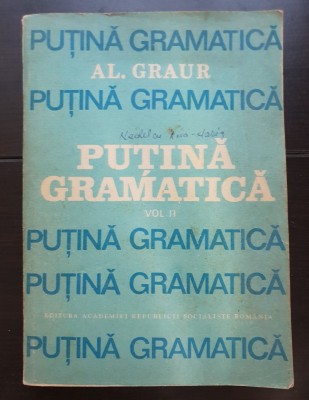 PUȚINĂ GRAMATICĂ
AL. GRAUR
PUȚINĂ GRAMATICĂ
PUȚINĂ
GRAMATICĂ
VOL II
PUȚINĂ GRAMATICĂ
PUȚINĂ GRAMATICĂ
EDITURA ACADEMIEI REPUBLICII SOCIALISTE ROMÂNIA
PUȚINĂ GRAMATICĂ